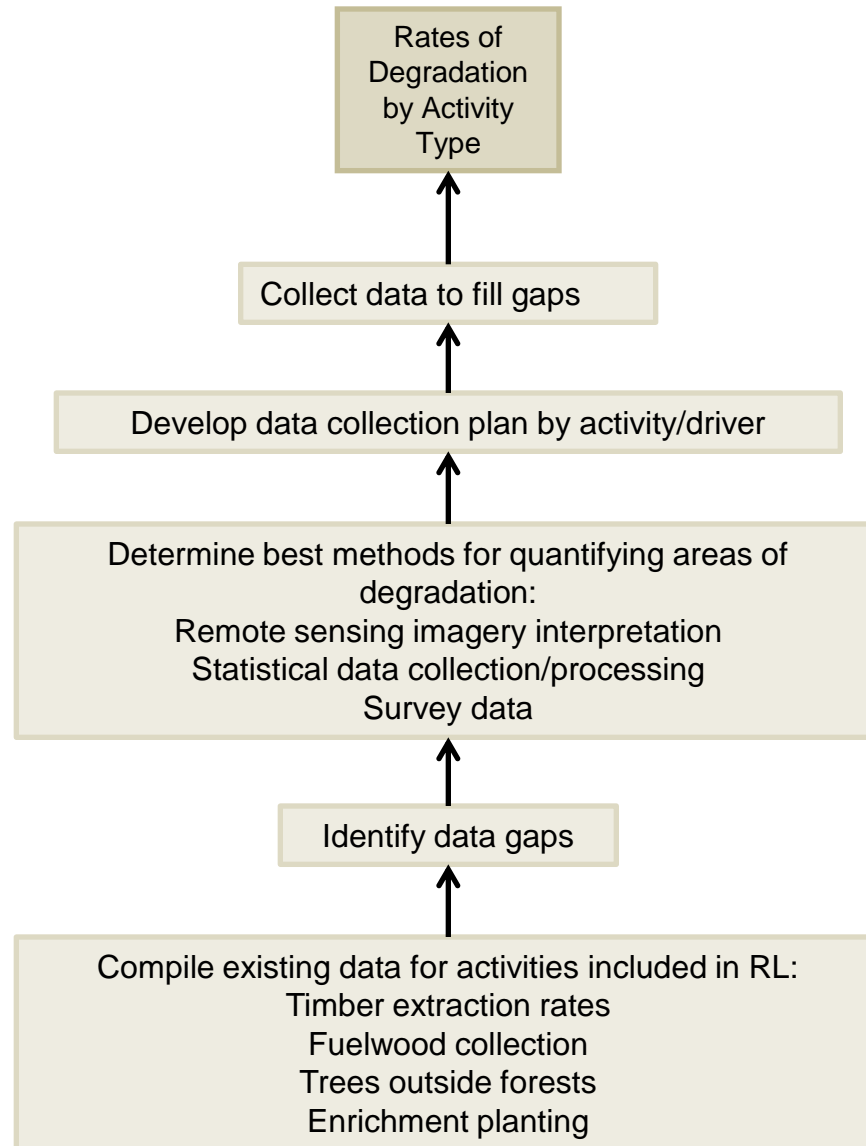 Rates of
Degradation
by Activity
Type
Collect data to fill gaps
Develop data collection plan by activity/driver
Determine best methods for quantifying areas of
degradation:
Remote sensing imagery interpretation
Statistical data collection/processing
Survey data
Identify data gaps
Compile existing data for activities included in RL:
Timber extraction rates
Fuelwood collection
Trees outside forests
Enrichment planting